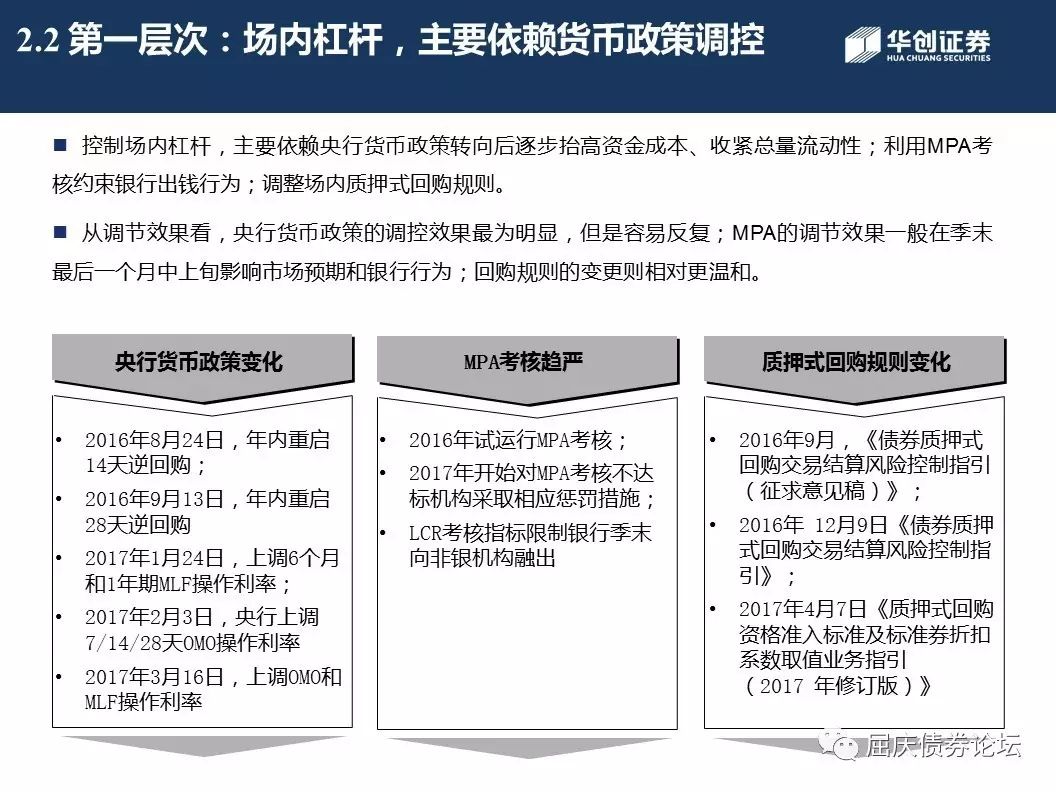 2.2 第一层次：场内杠杆，主要依赖货币政策调控
华创证券
HUA CHUANG SECURITIES
■ 控制场内杠杆，主要依赖央行货币政策转向后逐步抬高资金成本、收紧总量流动性；利用MPA考
核约束银行出钱行为；调整场内质押式回购规则。
■ 从调节效果看，央行货币政策的调控效果最为明显，但是容易反复；MPA的调节效果一般在季末
最后一个月中上旬影响市场预期和银行行为；回购规则的变更则相对更温和。
央行货币政策变化
• 2016年8月24日，年内重启
14天逆回购；
• 2016年9月13日，年内重启
28天逆回购
• 2017年1月24日，上调6个月
和1年期MLF操作利率；
• 2017年2月3日，央行上调
7/14/28天OMO操作利率
• 2017年3月16日，上调OMO和
MLF操作利率
MPA考核趋严
• 2016年试运行MPA考核；
• 2017年开始对MPA考核不达
标机构采取相应惩罚措施；
• LCR考核指标限制银行季末
向非银机构融出
质押式回购规则变化
• 2016年9月，《债券质押式
回购交易结算风险控制指引
（征求意见稿）》；
• 2016年 12月9日《债券质押
式回购交易结算风险控制指
引》；
• 2017年4月7日《质押式回购
资格准入标准及标准券折扣
系数取值业务指引
（2017 年修订版）》
屈庆债券论坛